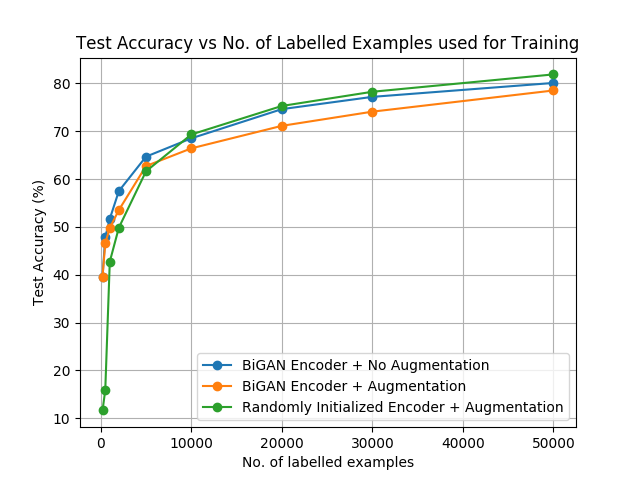 Test Accuracy vs No. of Labelled Examples used for Training
Test Accuracy (%)
80
70
60
50
40
30
20
10
BiGAN Encoder + No Augmentation
BiGAN Encoder + Augmentation
Randomly Initialized Encoder + Augmentation
0 10000 20000 30000 40000 50000
No. of labelled examples